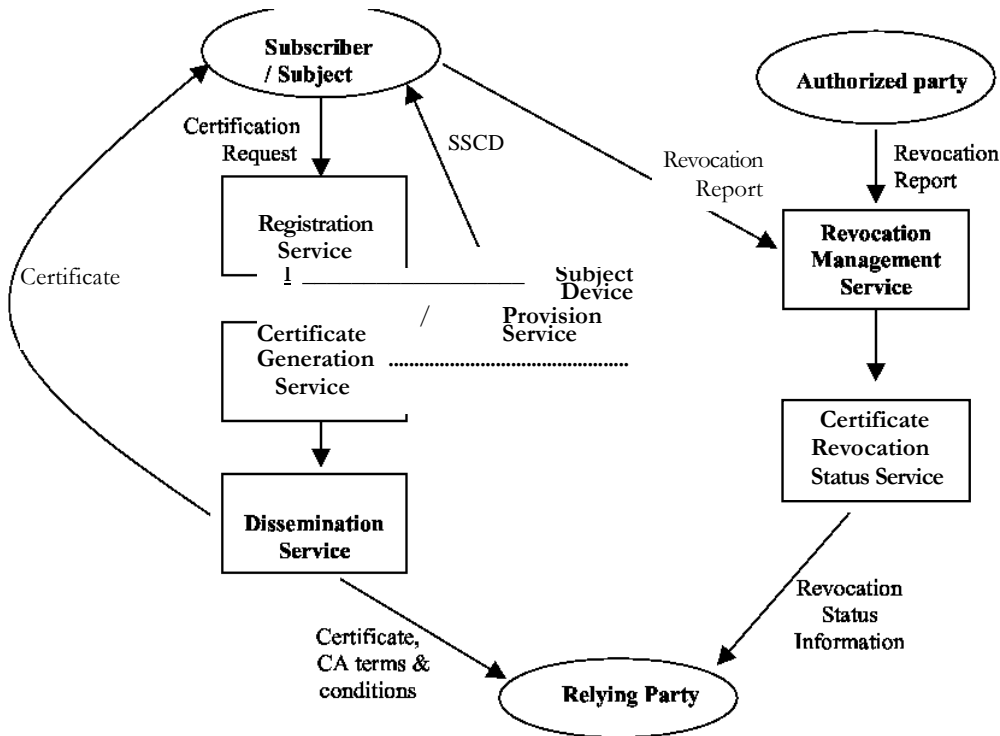 Subscriber
/ Subject
Authorized party
Certification
Request
SSCD
Revocation
Report
Revocation
Report
Registration
Service
Revocation
Management
Service
Certificate
1
Subject
Device
Provision
Service
/
Certificate
Generation
Service
Certificate
Revocation
Status Service
Dissemination
Service
Revocation
Status
Information
Certificate,
CA terms &
conditions
Relying Party